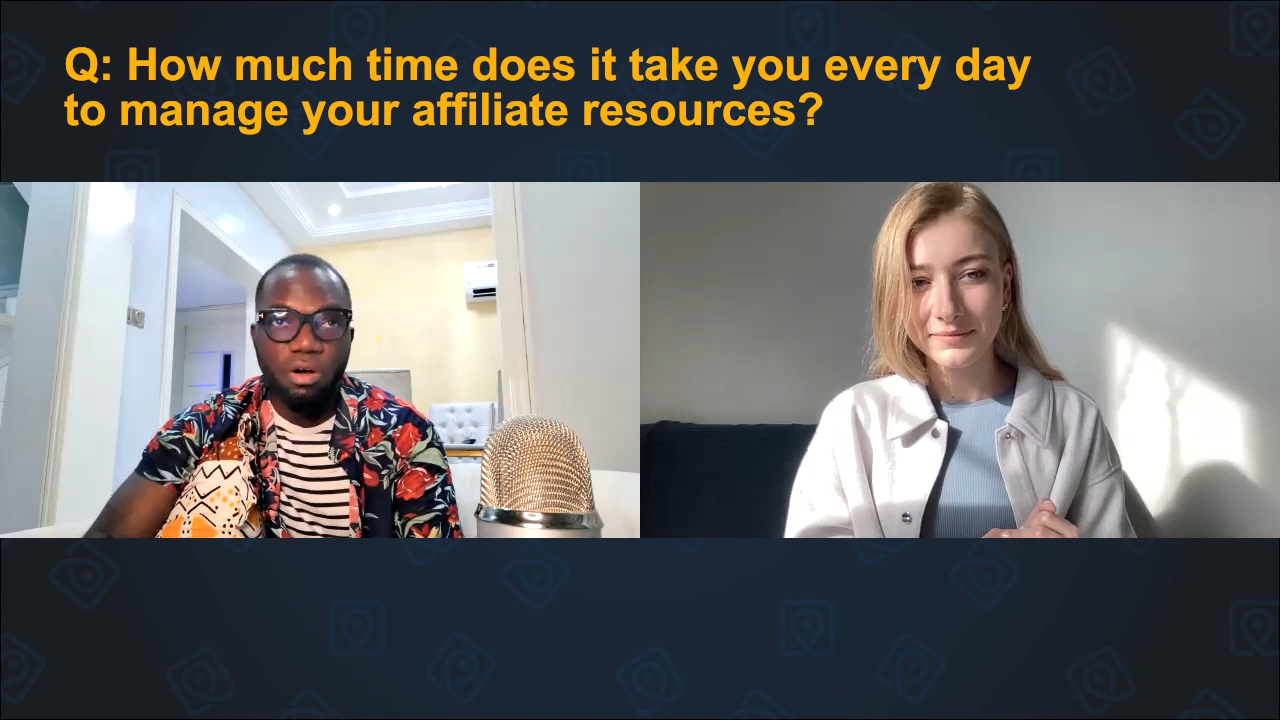 Q: How much time does it take you every day
to manage your affiliate resources?